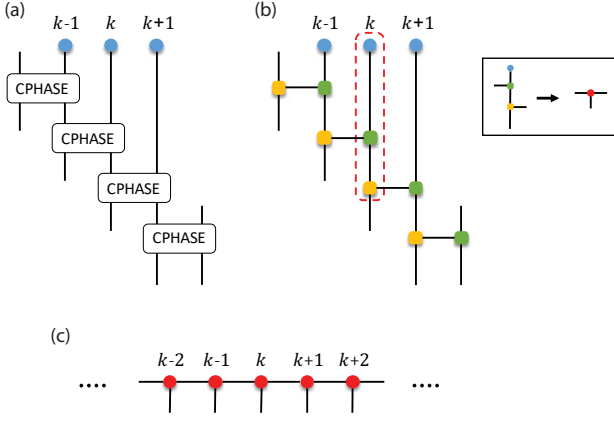 (a)
k-1 k k+1
CPHASE
CPHASE
CPHASE
CPHASE
(b)
k-1 k k+1
(c)
k-2 k-1 k k+1 k+2
.... ....